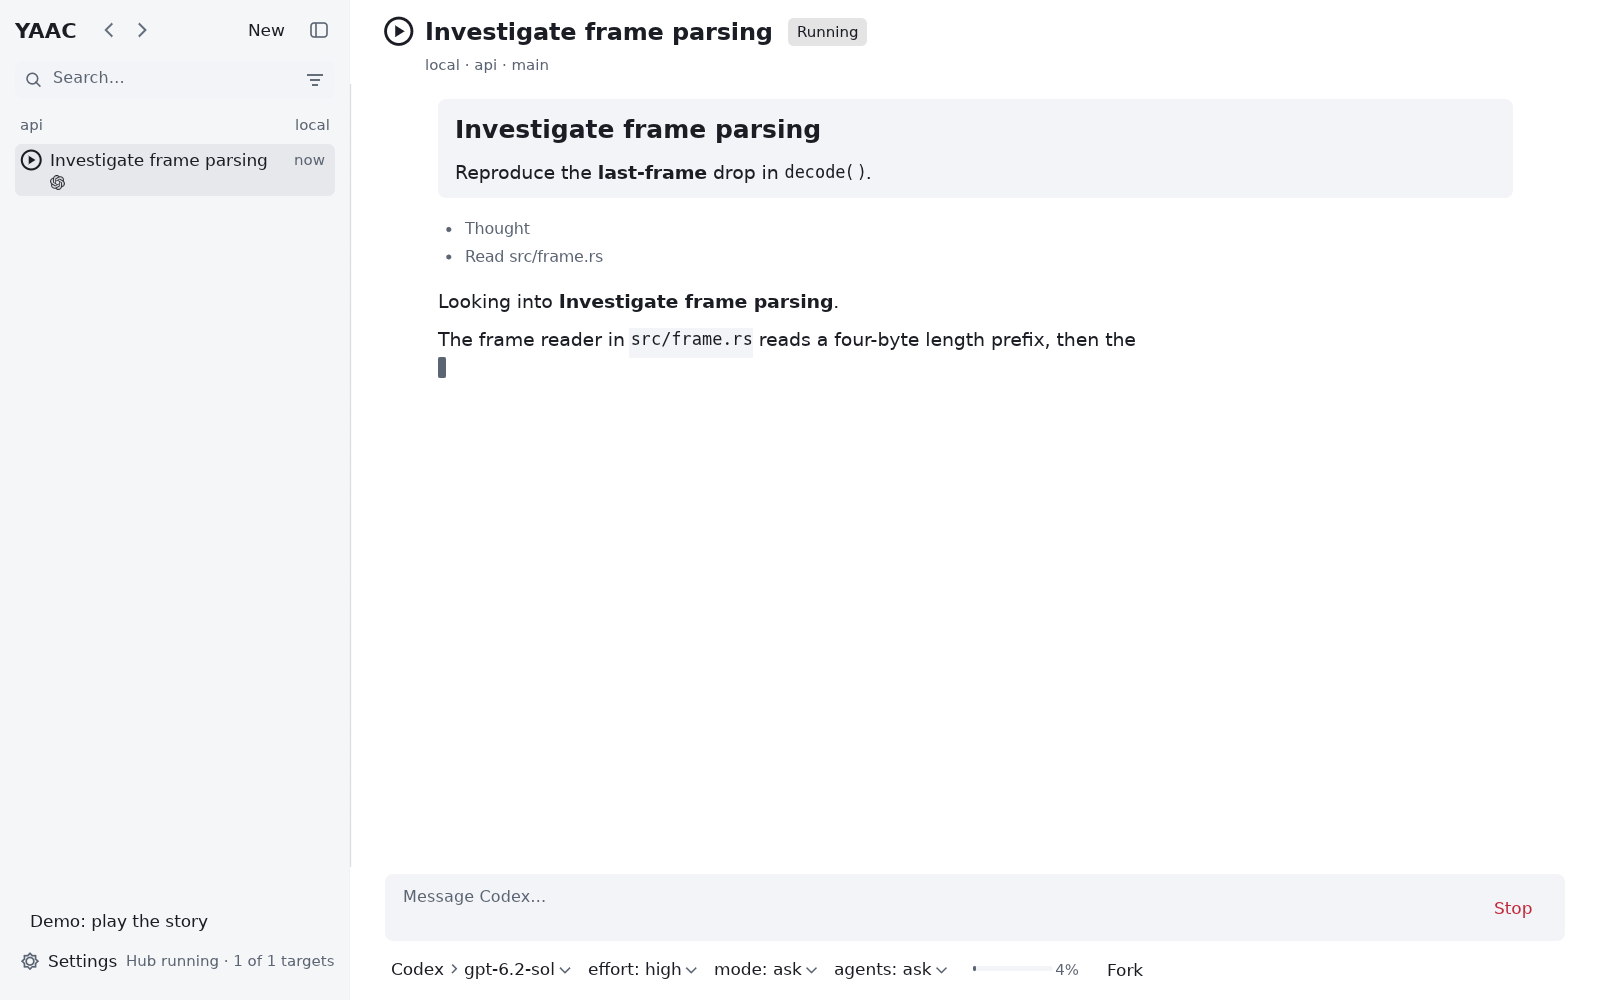 YAAC
New
Search...
api
local
Investigate frame parsing
now
Demo: play the story
Settings
Hub running · 1 of 1 targets
Investigate frame parsing
Running
local · api · main
Investigate frame parsing
Reproduce the last-frame drop in decode().
• Thought
• Read src/frame.rs
Looking into Investigate frame parsing.
The frame reader in src/frame.rs reads a four-byte length prefix, then the
Message Codex...
Stop
Codex > gpt-6.2-sol
effort: high
mode: ask
agents: ask
4%
Fork